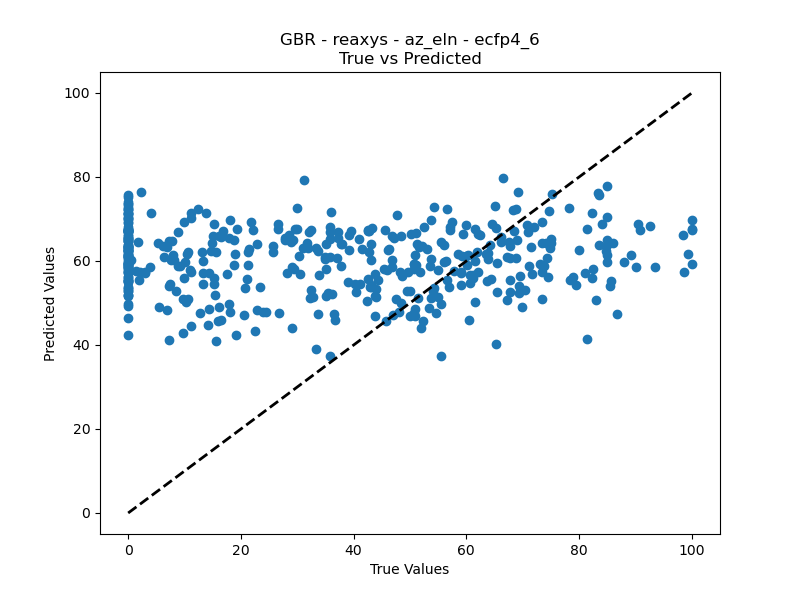 GBR - reaxys - az_eln - ecfp4_6
True vs Predicted
100
80
60
40
20
0
Predicted Values
0 20 40 60 80 100
True Values